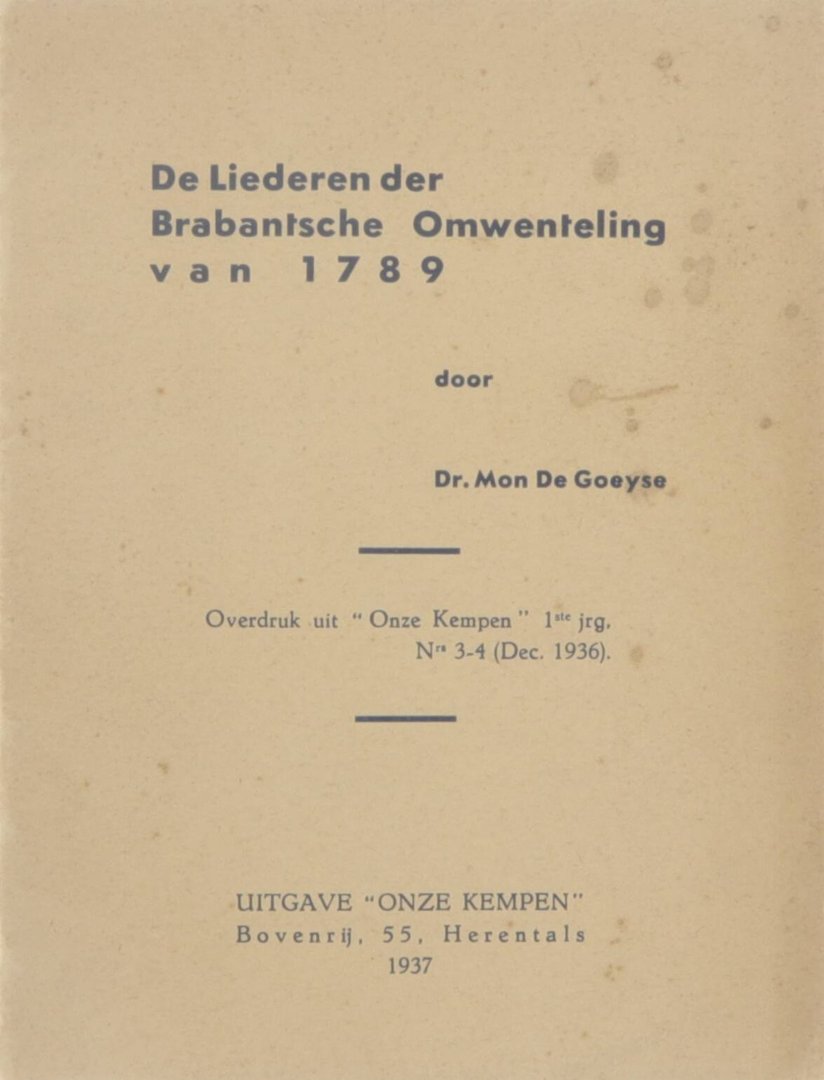 De Liederen der
Brabantsche Omwenteling
van 1789
door
Dr. Mon De Goeyse
Overdruk uit “ Onze Kempen ” 1ste jrg.
Nrs 3-4 (Dec. 1936).
UITGAVE “ONZE KEMPEN”
Bovenrij, 55, Herentals
1937